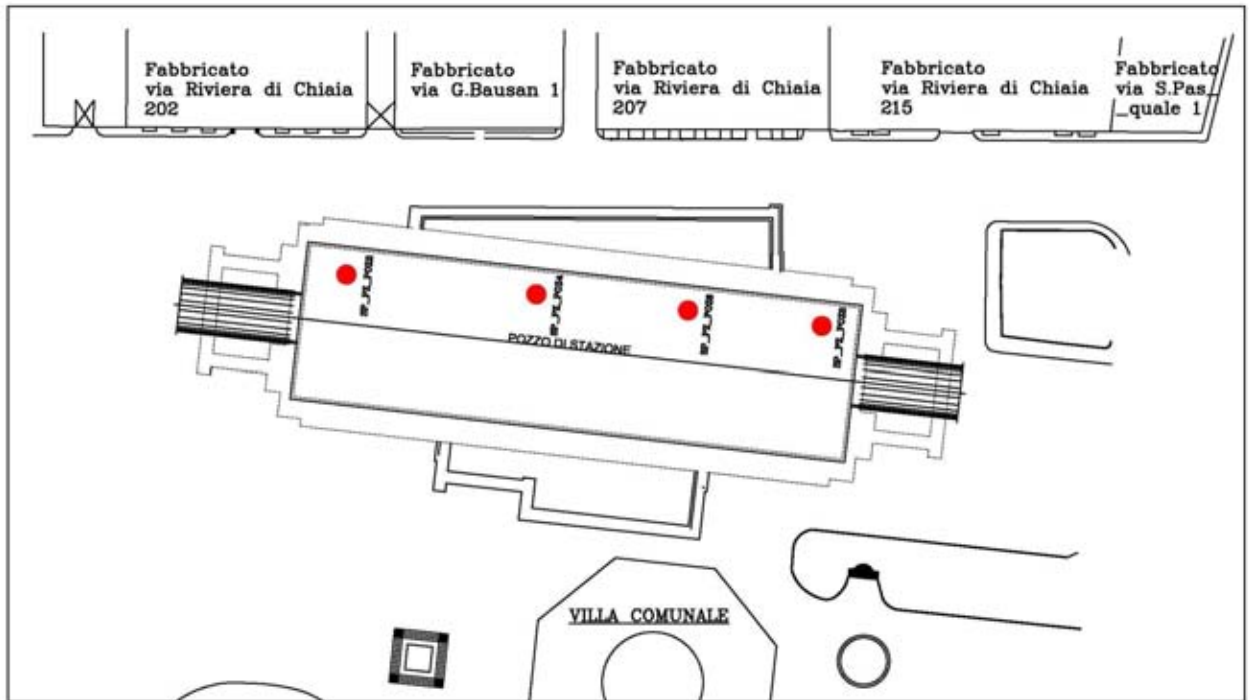 Fabbricato
via Riviera di Chiaia
202
Fabbricato
via G.Bausan 1
Fabbricato
via Riviera di Chiaia
207
Fabbricato
via Riviera di Chiaia
215
Fabbricato
via S.Pas_
_quale 1
POZZO DI STAZIONE
VILLA COMUNALE